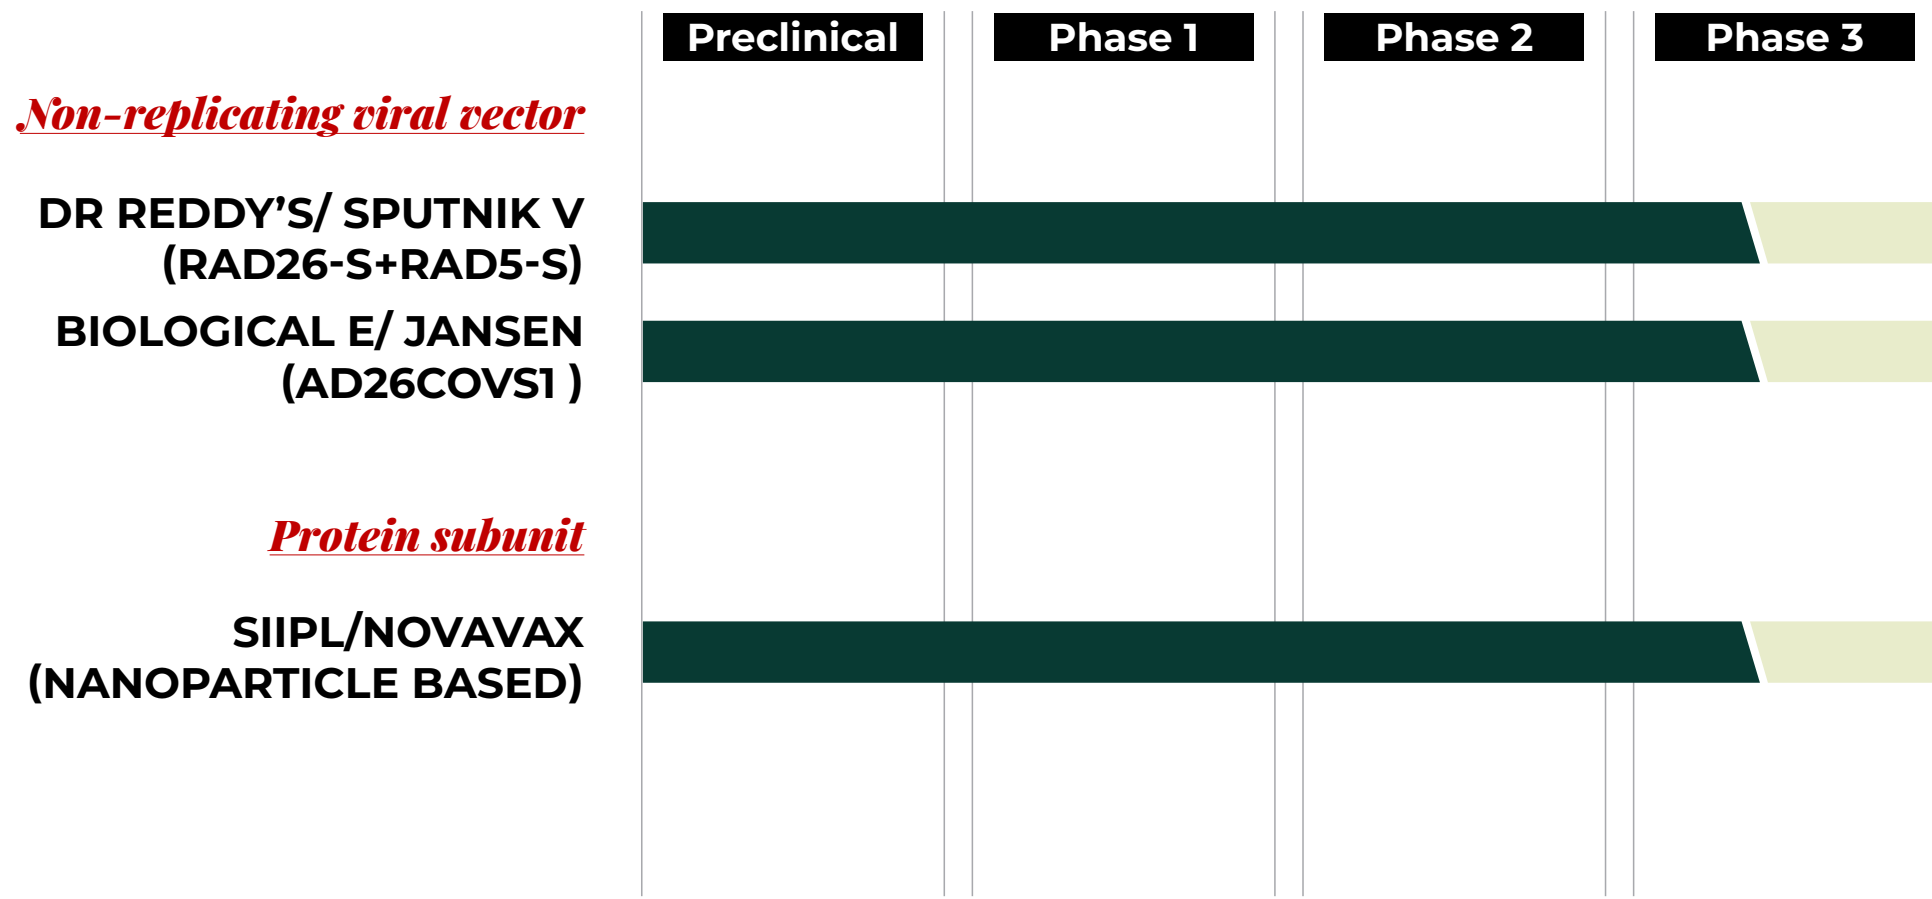 Preclinical
Phase 1
Phase 2
Phase 3
Non-replicating viral vector
DR REDDY’S/ SPUTNIK V
(RAD26-S+RAD5-S)
BIOLOGICAL E/ JANSEN
(AD26COVS1 )
Protein subunit
SIIPL/NOVAVAX
(NANOPARTICLE BASED)